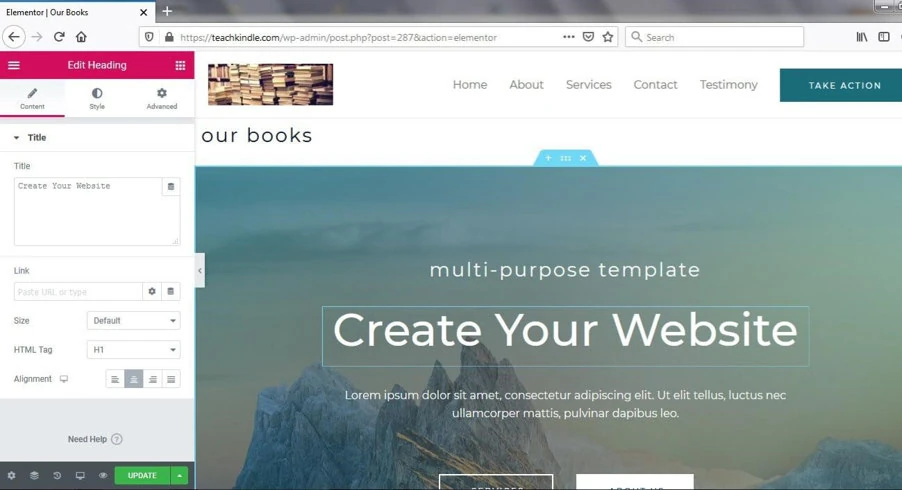 Elementor | Our Books
https://teachkindle.com/wp-admin/post.php?post=287&action=elementor
Search
Edit Heading
Content
Style
Advanced
Title
Title
Create Your Website
Link
Paste URL or type
Size
Default
HTML Tag
H1
Alignment
Need Help
UPDATE
Home
About
Services
Contact
Testimony
TAKE ACTION
our books
multi-purpose template
Create Your Website
Lorem ipsum dolor sit amet, consectetur adipiscing elit. Ut elit tellus, luctus nec
ullamcorper mattis, pulvinar dapibus leo.
SERVICES
ABOUT US